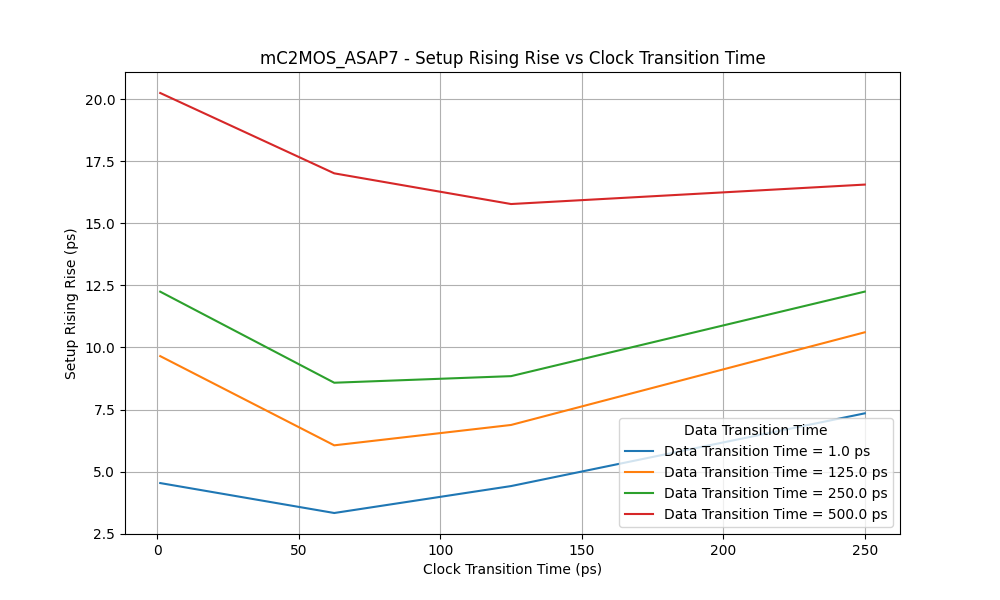 mC2MOS_ASAP7 - Setup Rising Rise vs Clock Transition Time
Setup Rising Rise (ps)
20.0
17.5
15.0
12.5
10.0
7.5
5.0
2.5
0
50
100
150
200
250
Clock Transition Time (ps)
Data Transition Time
Data Transition Time = 1.0 ps
Data Transition Time = 125.0 ps
Data Transition Time = 250.0 ps
Data Transition Time = 500.0 ps